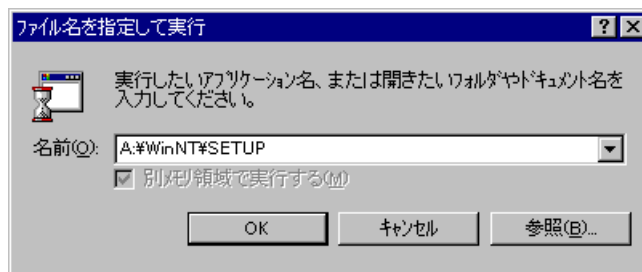 ﾌｧｲﾙ名を指定して実行
実行したいｱﾌﾟﾘｹｰｼｮﾝ名、または開きたいﾌｫﾙﾀﾞやﾄﾞｷｭﾒﾝﾄ名を
入力してください。
名前(O): A:¥WinNT¥SETUP
別ﾒﾓﾘ領域で実行する(M)
OK ｷｬﾝｾﾙ 参照(B)...